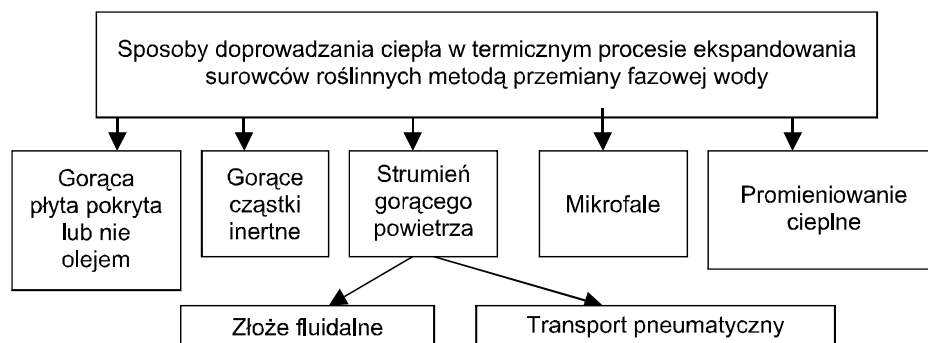 Sposoby doprowadzania ciepła w termicznym procesie ekspandowania
surowców roślinnych metodą przemiany fazowej wody
Gorąca
płyta pokryta
lub nie
olejem
Gorące
cząstki
inertne
Strumień
gorącego
powietrza
Mikrofale
Promieniowanie
cieplne
Złoże fluidalne
Transport pneumatyczny